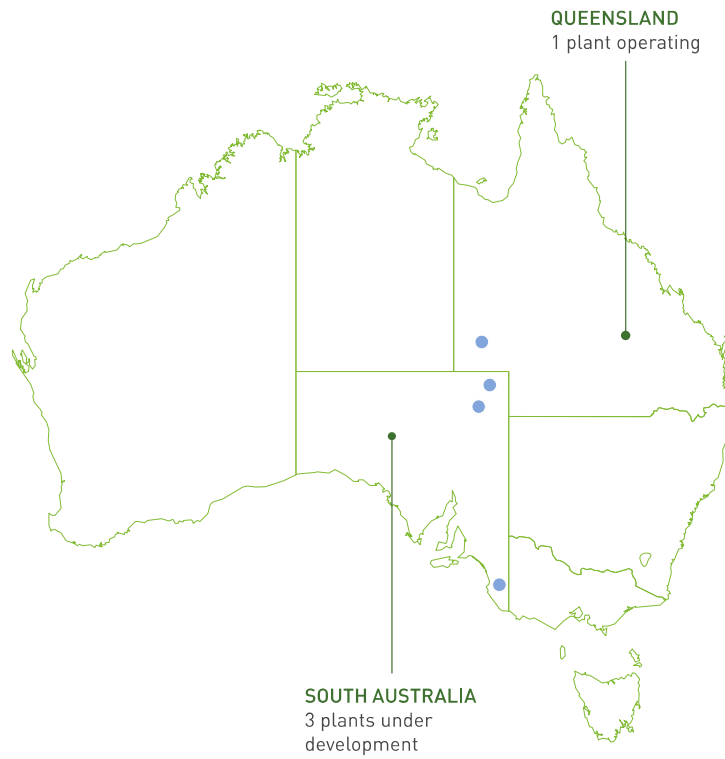 QUEENSLAND
1 plant operating
SOUTH AUSTRALIA
3 plants under
development